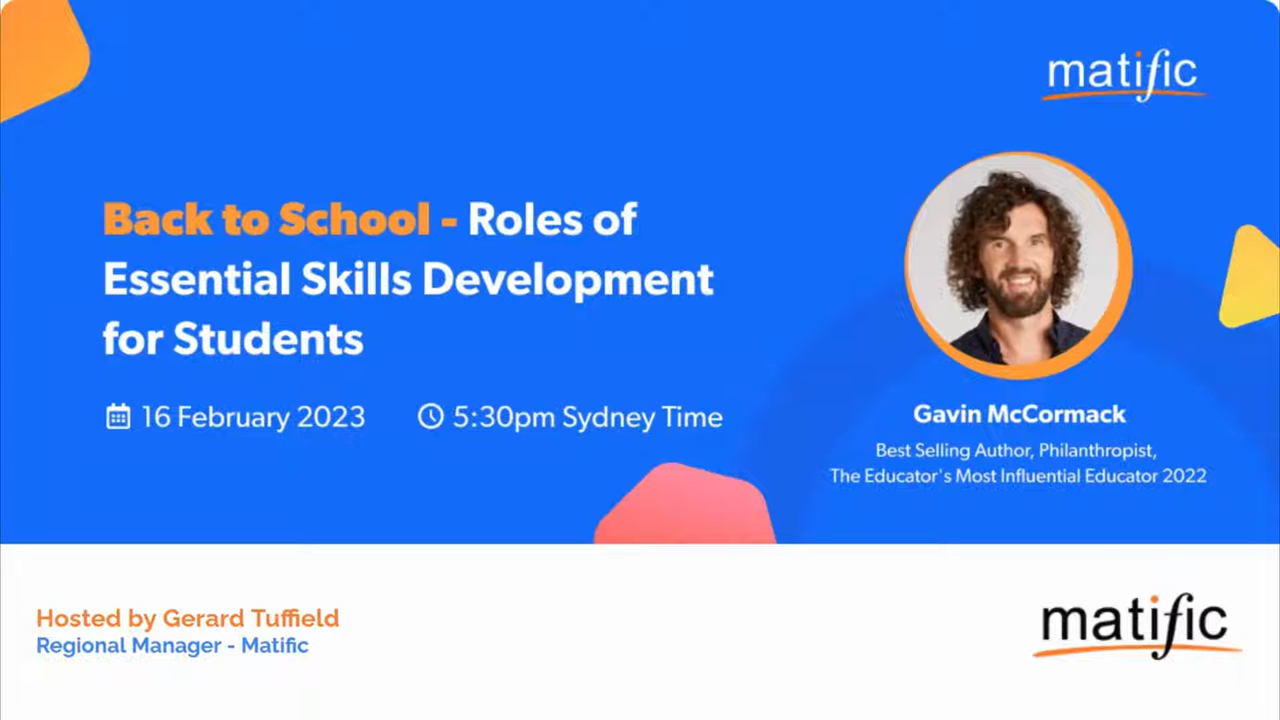 matific
Back to School - Roles of
Essential Skills Development
for Students
16 February 2023
5:30pm Sydney Time
Gavin McCormack
Best Selling Author, Philanthropist,
The Educator's Most Influential Educator 2022
Hosted by Gerard Tuffield
Regional Manager - Matific
matific